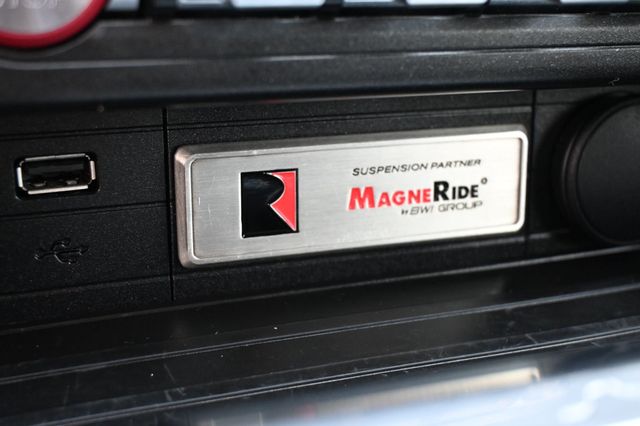 SUSPENSION PARTNER
MAGNERIDE
BY BWI GROUP